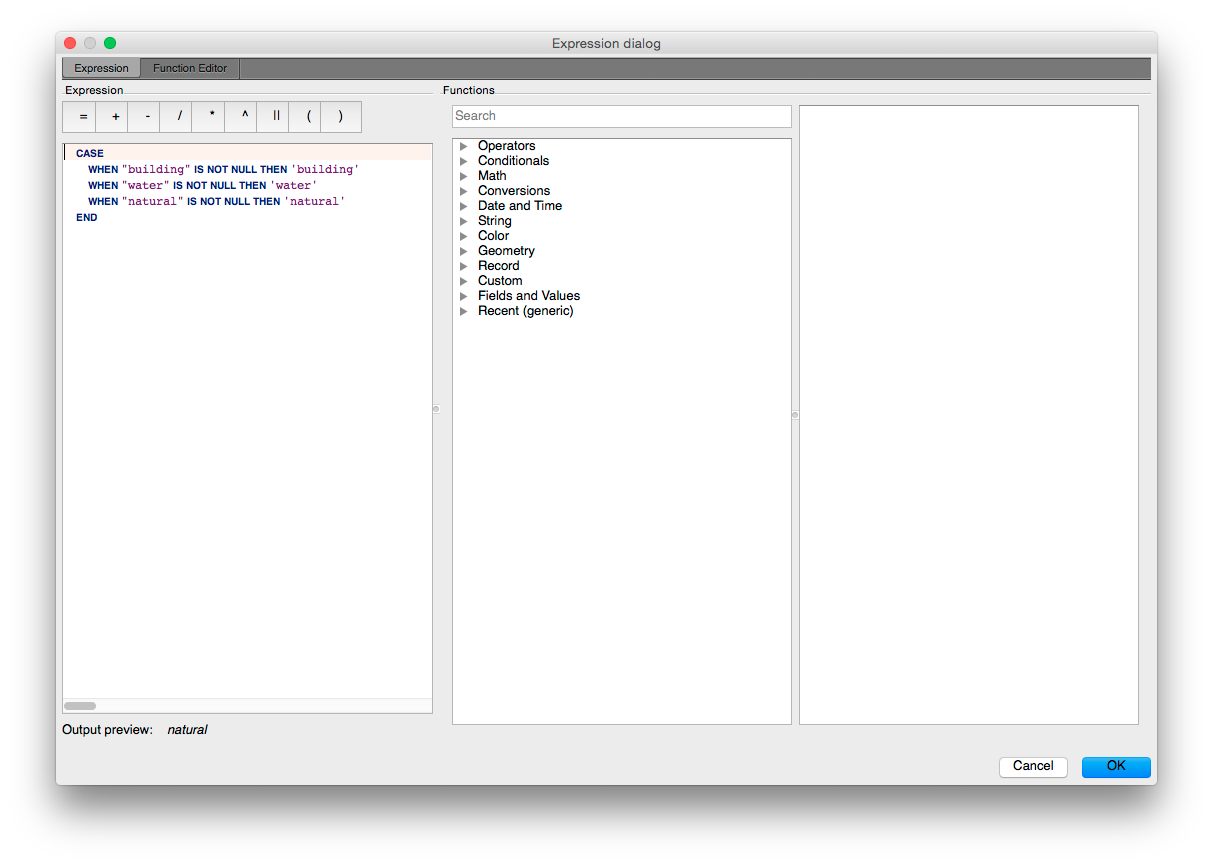 Expression dialog
Expression Function Editor
Expression
= + - / * ^ || ( )
CASE
WHEN "building" IS NOT NULL THEN 'building'
WHEN "water" IS NOT NULL THEN 'water'
WHEN "natural" IS NOT NULL THEN 'natural'
END
Output preview: natural
Functions
Search
Operators
Conditionals
Math
Conversions
Date and Time
String
Color
Geometry
Record
Custom
Fields and Values
Recent (generic)
Cancel OK